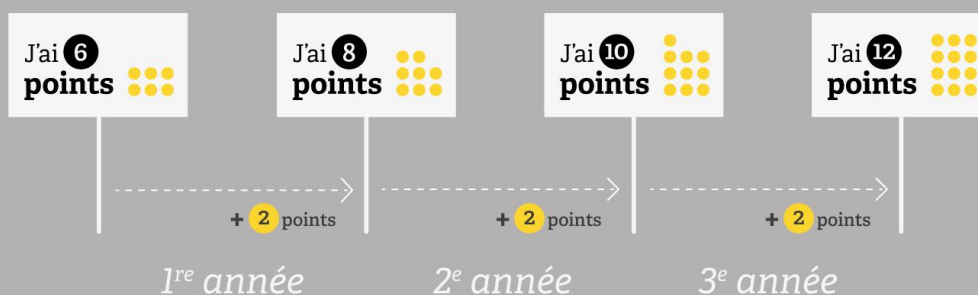 J'ai 6
points
J'ai 8
points
J'ai 10
points
J'ai 12
points
+ 2 points
+ 2 points
+ 2 points
1re année
2e année
3e année